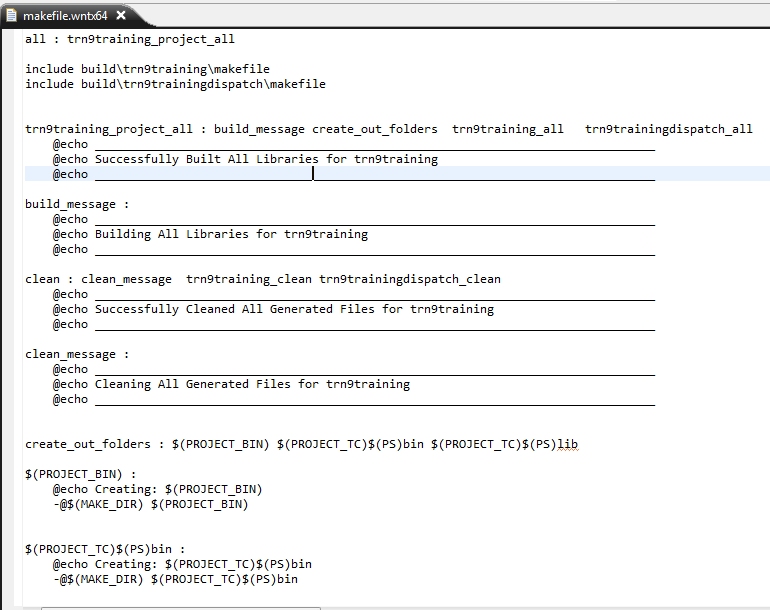 makefile.wntx64
all : trn9training_project_all
include build\trn9training\makefile
include build\trn9trainingdispatch\makefile
trn9training_project_all : build_message create_out_folders  trn9training_all   trn9trainingdispatch_all
@echo ________________________________________________________________________________
@echo Successfully Built All Libraries for trn9training
@echo ________________________________________________________________________________
build_message :
@echo ________________________________________________________________________________
@echo Building All Libraries for trn9training
@echo ________________________________________________________________________________
clean : clean_message  trn9training_clean trn9trainingdispatch_clean
@echo ________________________________________________________________________________
@echo Successfully Cleaned All Generated Files for trn9training
@echo ________________________________________________________________________________
clean_message :
@echo ________________________________________________________________________________
@echo Cleaning All Generated Files for trn9training
@echo ________________________________________________________________________________
create_out_folders : $(PROJECT_BIN) $(PROJECT_TC)$(PS)bin $(PROJECT_TC)$(PS)lib
$(PROJECT_BIN) :
@echo Creating: $(PROJECT_BIN)
-@$(MAKE_DIR) $(PROJECT_BIN)
$(PROJECT_TC)$(PS)bin :
@echo Creating: $(PROJECT_TC)$(PS)bin
-@$(MAKE_DIR) $(PROJECT_TC)$(PS)bin